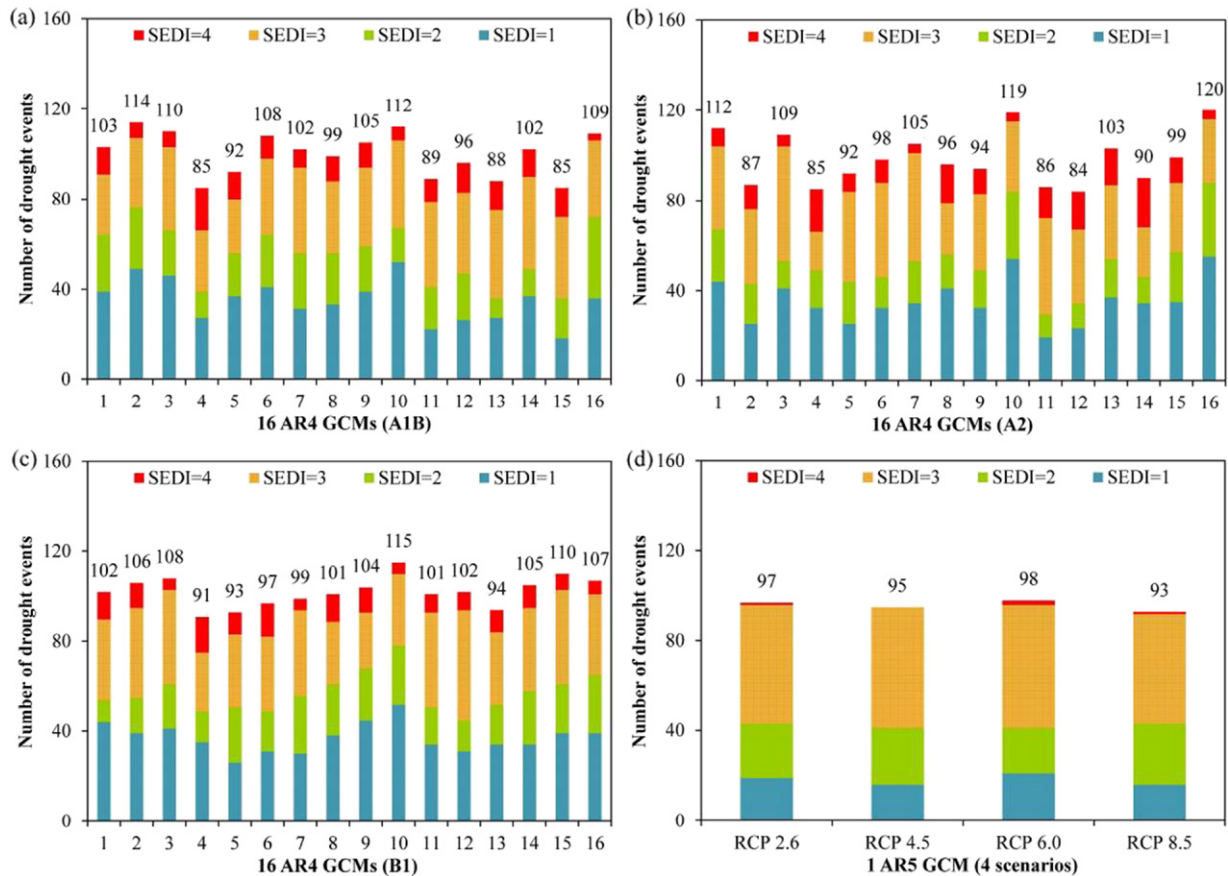 (a)
160
SEDI=4 SEDI=3 SEDI=2 SEDI=1
Number of drought events
120
80
40
0
103 114 110 85 92 108 102 99 105 112 89 96 88 102 85 109
1 2 3 4 5 6 7 8 9 10 11 12 13 14 15 16
16 AR4 GCMs (A1B)
(b)
160
SEDI=4 SEDI=3 SEDI=2 SEDI=1
Number of drought events
120
80
40
0
112 87 109 85 92 98 105 96 94 119 86 84 103 90 99 120
1 2 3 4 5 6 7 8 9 10 11 12 13 14 15 16
16 AR4 GCMs (A2)
(c)
160
SEDI=4 SEDI=3 SEDI=2 SEDI=1
Number of drought events
120
80
40
0
102 106 108 91 93 97 99 101 104 115 101 102 94 105 110 107
1 2 3 4 5 6 7 8 9 10 11 12 13 14 15 16
16 AR4 GCMs (B1)
(d)
160
SEDI=4 SEDI=3 SEDI=2 SEDI=1
Number of drought events
120
80
40
0
97 95 98 93
RCP 2.6 RCP 4.5 RCP 6.0 RCP 8.5
1 AR5 GCM (4 scenarios)